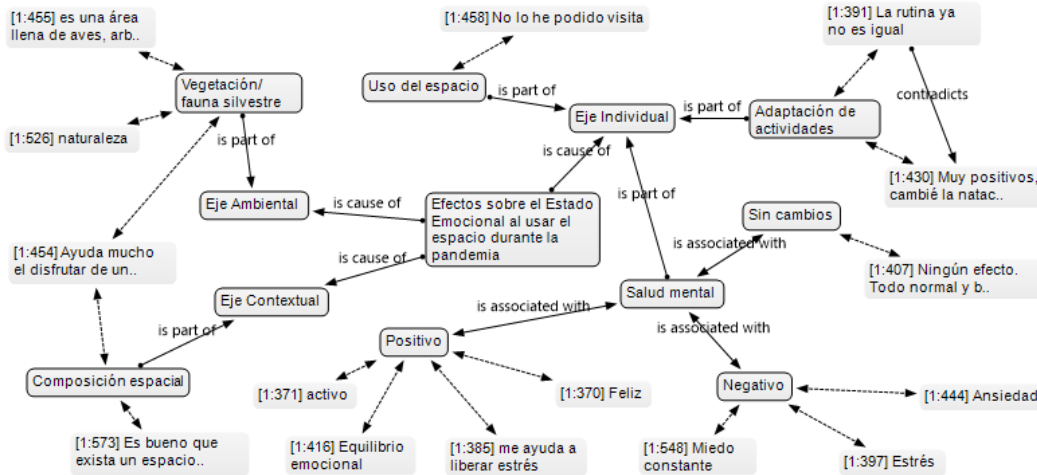 [1:455] es una área
llena de aves, arb..
[1:458] No lo he podido visita
[1:391] La rutina ya
no es igual
Vegetación/
fauna silvestre
Uso del espacio
is part of
contradicts
[1:526] naturaleza
is part of
Eje Individual
is part of
Adaptación de
actividades
is cause of
[1:430] Muy positivos,
cambié la natac..
Eje Ambiental
is cause of
Efectos sobre el Estado
Emocional al usar el
espacio durante la
pandemia
is part of
Sin cambios
[1:454] Ayuda mucho
el disfrutar de un..
is cause of
is associated with
[1:407] Ningún efecto.
Todo normal y b..
Eje Contextual
is associated with
Salud mental
is part of
Positivo
is associated with
Composición espacial
[1:371] activo
[1:370] Feliz
Negativo
[1:444] Ansiedad
[1:573] Es bueno que
exista un espacio..
[1:416] Equilibrio
emocional
[1:385] me ayuda a
liberar estrés
[1:548] Miedo
constante
[1:397] Estrés